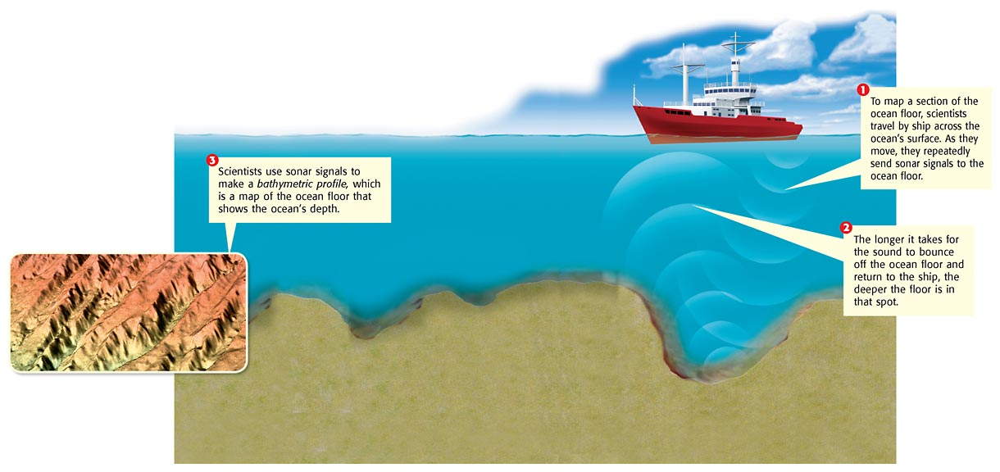 1
To map a section of the
ocean floor, scientists
travel by ship across the
ocean's surface. As they
move, they repeatedly
send sonar signals to the
ocean floor.
2
The longer it takes for
the sound to bounce
off the ocean floor and
return to the ship, the
deeper the floor is in
that spot.
3
Scientists use sonar signals to
make a bathymetric profile, which
is a map of the ocean floor that
shows the ocean's depth.